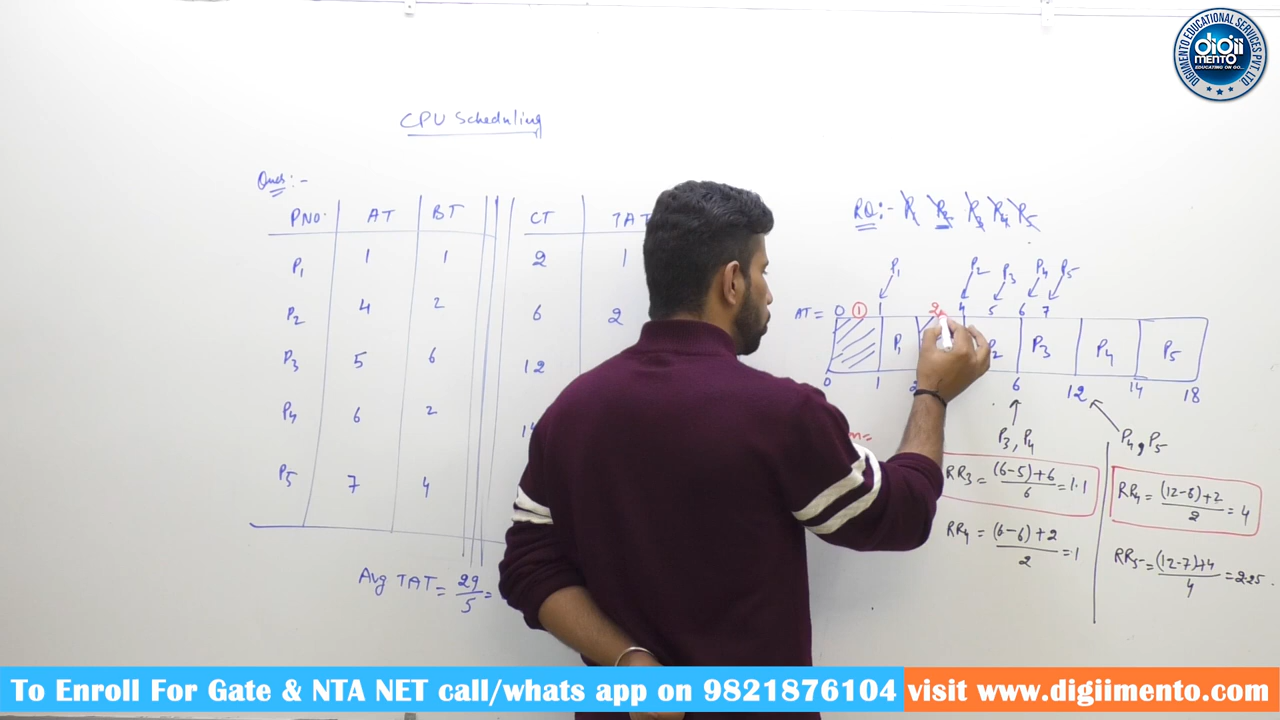 DIGIIMENTO EDUCATIONAL SERVICES PVT. LTD
digii
MENTO
EDUCATING ON GO...
CPU Scheduling
Ques:-
PNO. AT BT CT TAT
P1 1 1 2 1
P2 4 2 6 2
P3 5 6 12
P4 6 2
P5 7 4
Avg TAT = 29/5 =
RQ:- P1 P2 P3 P4 P5
P1 P2 P3 P4 P5
AT = 0 1 1 2 4 5 6 7
P1 P2 P3 P4 P5
0 1 2 6 12 14 18
P3, P4
P4, P5
RR3 = (6-5)+6/6 = 1.1
RR4 = (6-6)+2/2 = 1
RR4 = (12-6)+2/2 = 4
RR5 = (12-7)+4/4 = 2.25
To Enroll For Gate & NTA NET call/whats app on 9821876104 visit www.digiimento.com